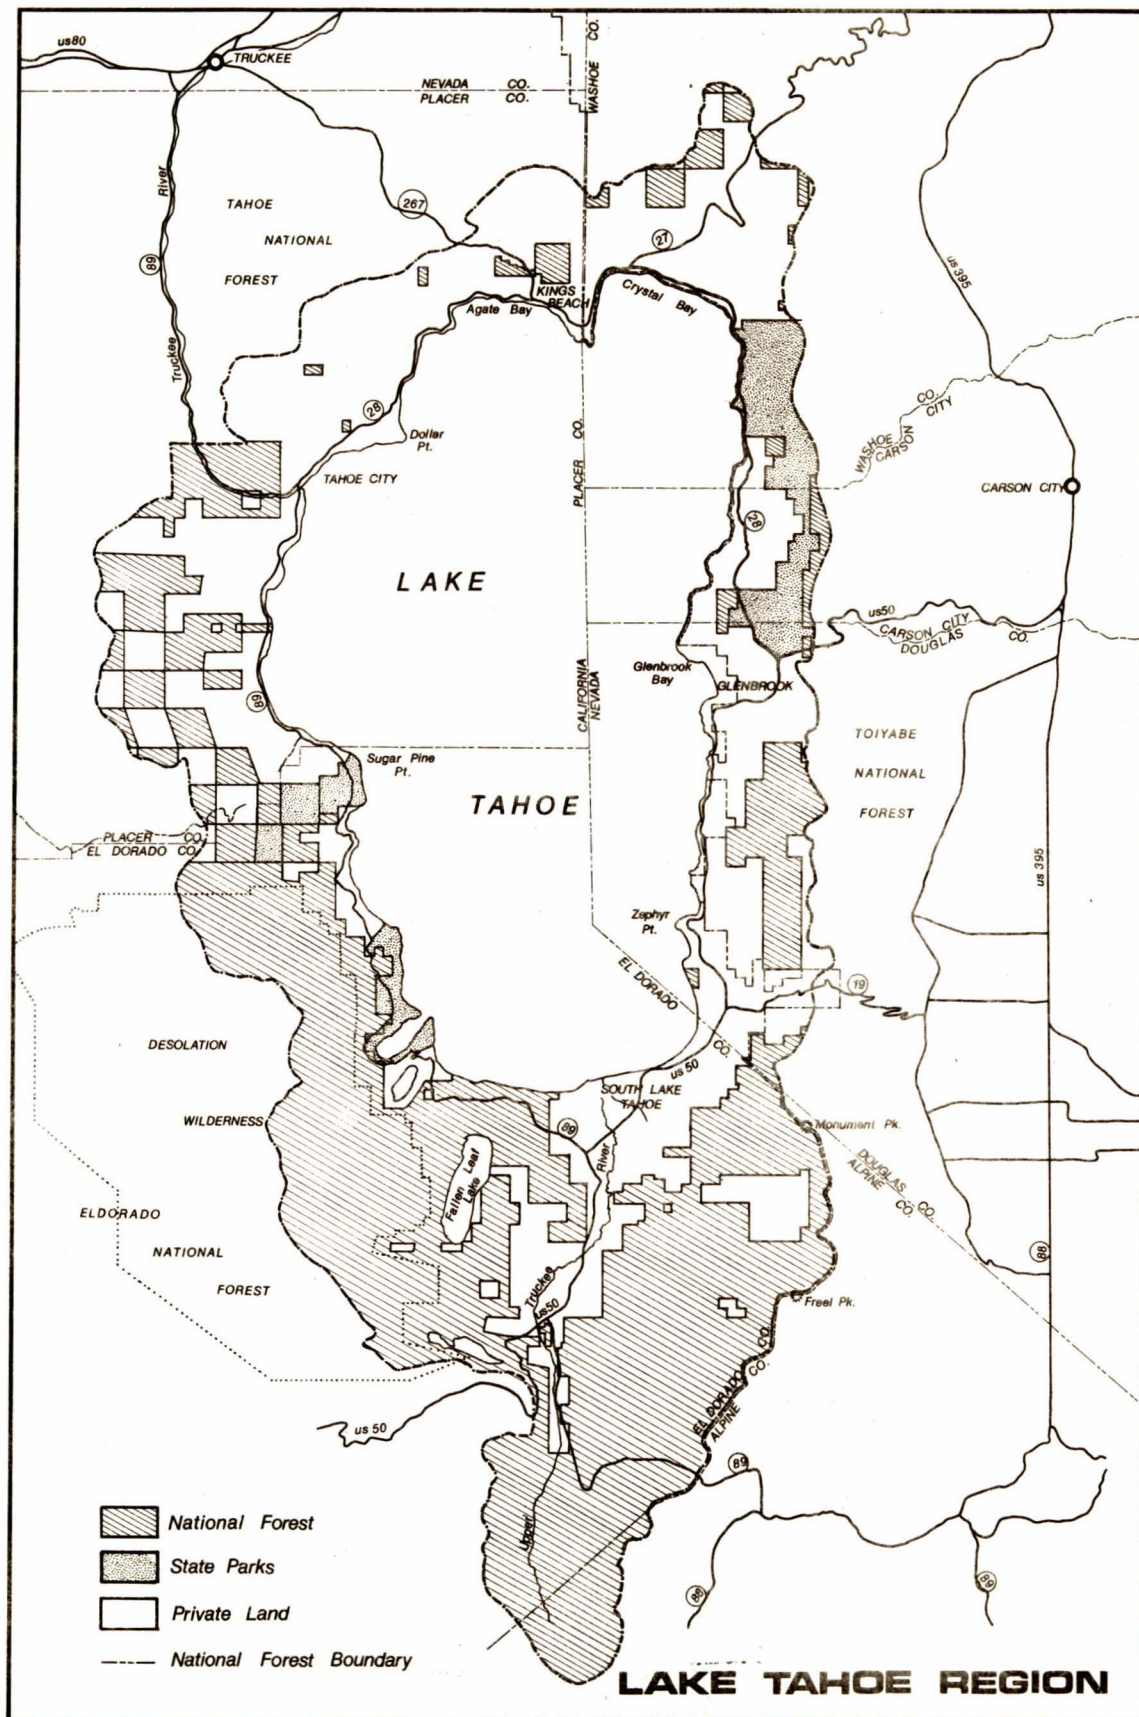 us80
TRUCKEE
NEVADA CO.
PLACER CO.
WASHOE CO.
River
TAHOE
NATIONAL
FOREST
267
89
Truckee
27
us 395
KINGS
BEACH
Agate Bay
Crystal Bay
28
Dollar
Pt.
TAHOE CITY
PLACER CO.
WASHOE CO.
CARSON CITY
CARSON CITY
28
LAKE
us50
CARSON CITY
DOUGLAS CO.
Glenbrook
Bay
GLENBROOK
CALIFORNIA
NEVADA
89
Sugar Pine
Pt.
TOIYABE
NATIONAL
FOREST
TAHOE
PLACER CO.
EL DORADO CO.
us 395
Zephyr
Pt.
EL DORADO CO.
19
DESOLATION
WILDERNESS
us 50
SOUTH LAKE
TAHOE
89
River
Monument Pk.
DOUGLAS CO.
ALPINE CO.
Fallen Leaf
Lake
ELDORADO
NATIONAL
FOREST
88
Truckee
us50
Freel Pk.
EL DORADO CO.
ALPINE CO.
us 50
89
Upper
88
89
National Forest
State Parks
Private Land
National Forest Boundary
LAKE TAHOE REGION